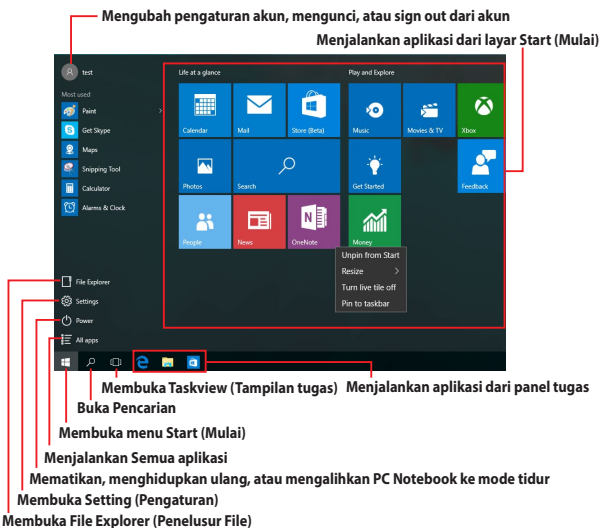 Mengubah pengaturan akun, mengunci, atau sign out dari akun
Menjalankan aplikasi dari layar Start (Mulai)
test
Most used
Paint
Get Skype
Maps
Snipping Tool
Calculator
Alarms & Clock
File Explorer
Settings
Power
All apps
Life at a glance
Play and Explore
Calendar
Mail
Store (Beta)
Music
Movies & TV
Xbox
Photos
Search
Get Started
Feedback
People
News
OneNote
Money
Unpin from Start
Resize
Turn live tile off
Pin to taskbar
Membuka Taskview (Tampilan tugas)
Menjalankan aplikasi dari panel tugas
Buka Pencarian
Membuka menu Start (Mulai)
Menjalankan Semua aplikasi
Mematikan, menghidupkan ulang, atau mengalihkan PC Notebook ke mode tidur
Membuka Setting (Pengaturan)
Membuka File Explorer (Penelusur File)